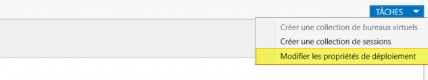 TÂCHES
Créer une collection de bureaux virtuels
Créer une collection de sessions
Modifier les propriétés de déploiement